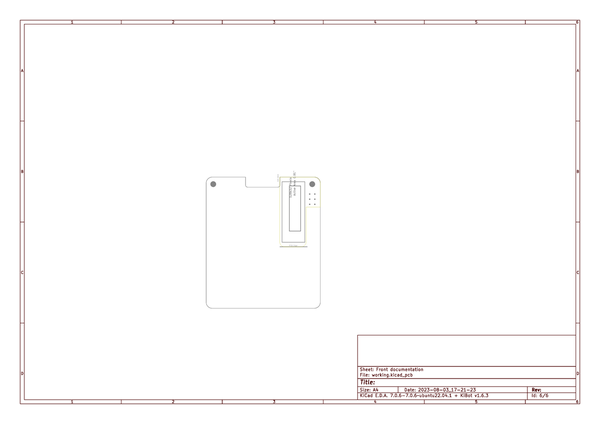 1 2 3 4 5 6
A A
B B
C C
D D
Sheet: Front documentation
File: working.kicad_pcb
Title:
Size: A4 Date: 2023-08-03_17-21-23 Rev:
KiCad E.D.A. 7.0.6-7.0.6~ubuntu22.04.1 + KiBot v1.6.3 Id: 6/6
1 2 3 4 5 6